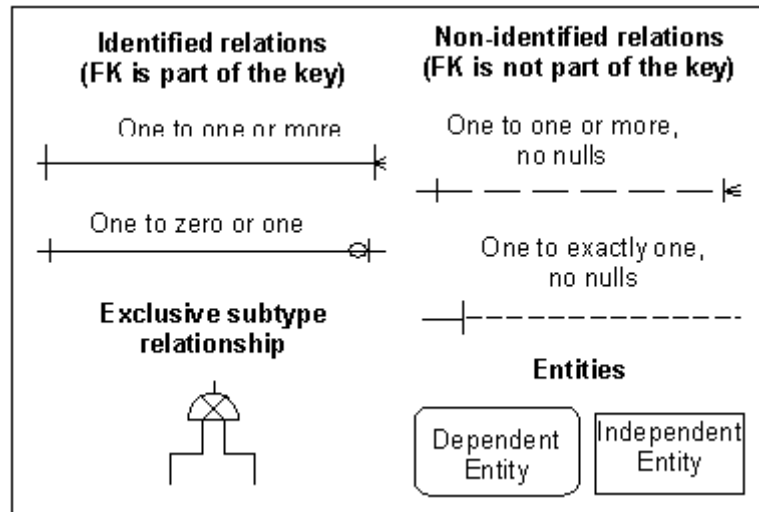 Identified relations
(FK is part of the key)
One to one or more
One to zero or one
Exclusive subtype
relationship
Non-identified relations
(FK is not part of the key)
One to one or more,
no nulls
One to exactly one,
no nulls
Entities
Dependent
Entity
Independent
Entity